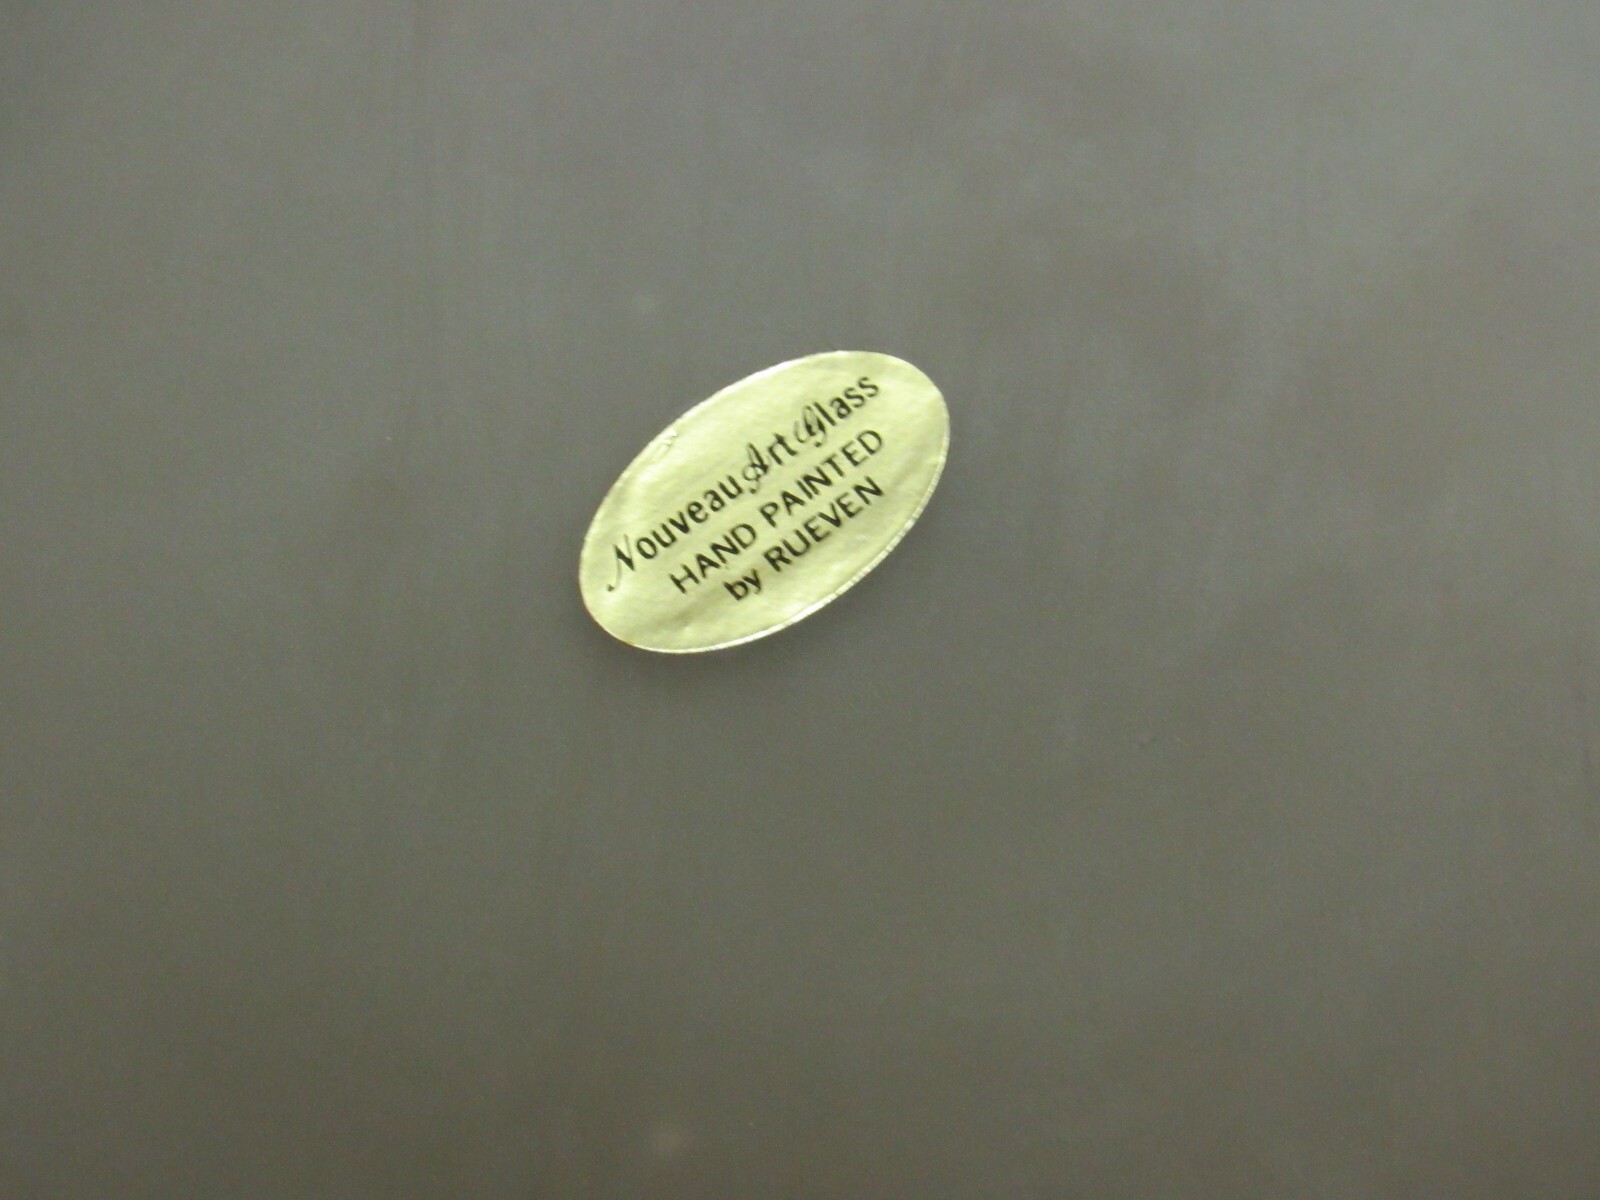 Nouveau Art Glass
HAND PAINTED
by RUEVEN